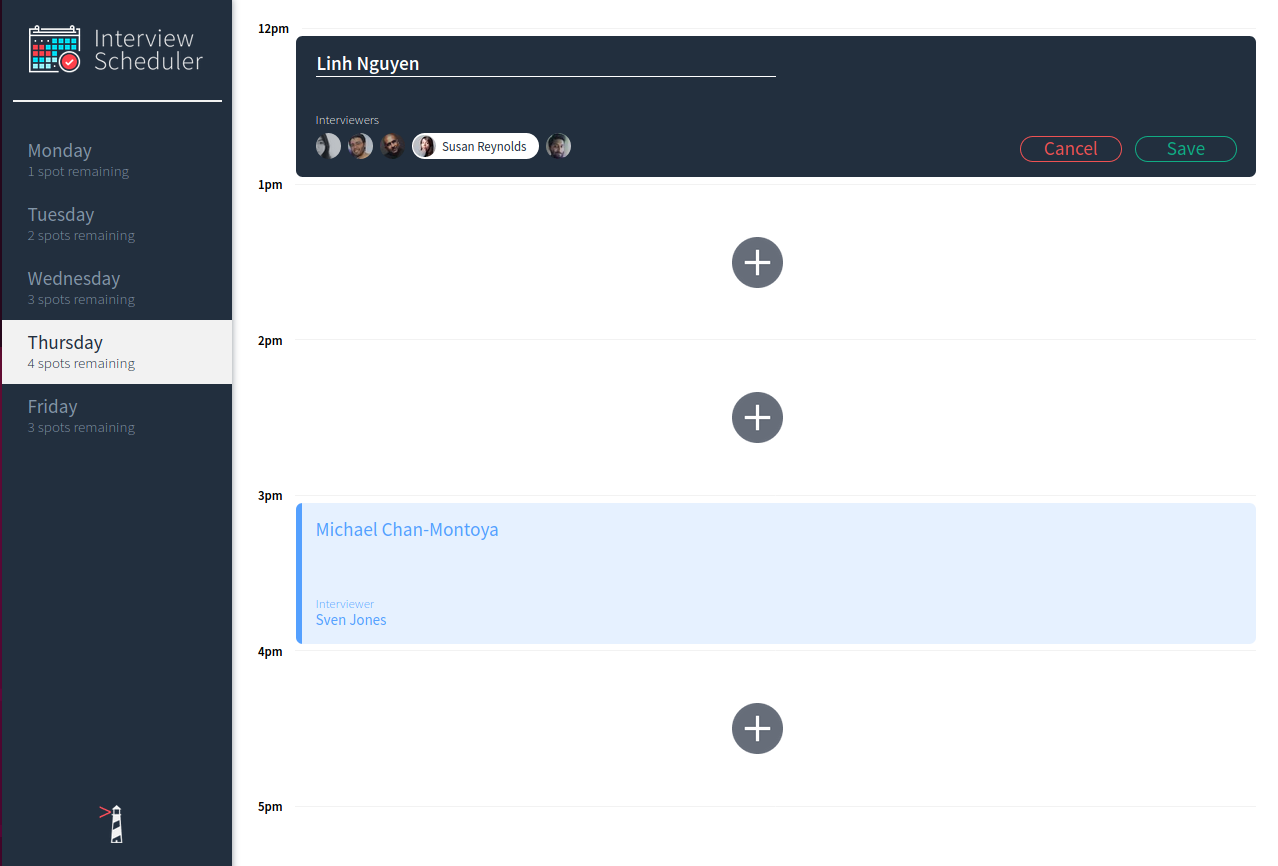 Interview
Scheduler
Monday
1 spot remaining
Tuesday
2 spots remaining
Wednesday
3 spots remaining
Thursday
4 spots remaining
Friday
3 spots remaining
12pm
Linh Nguyen
Interviewers
Susan Reynolds
Cancel Save
1pm
2pm
3pm
Michael Chan-Montoya
Interviewer
Sven Jones
4pm
5pm